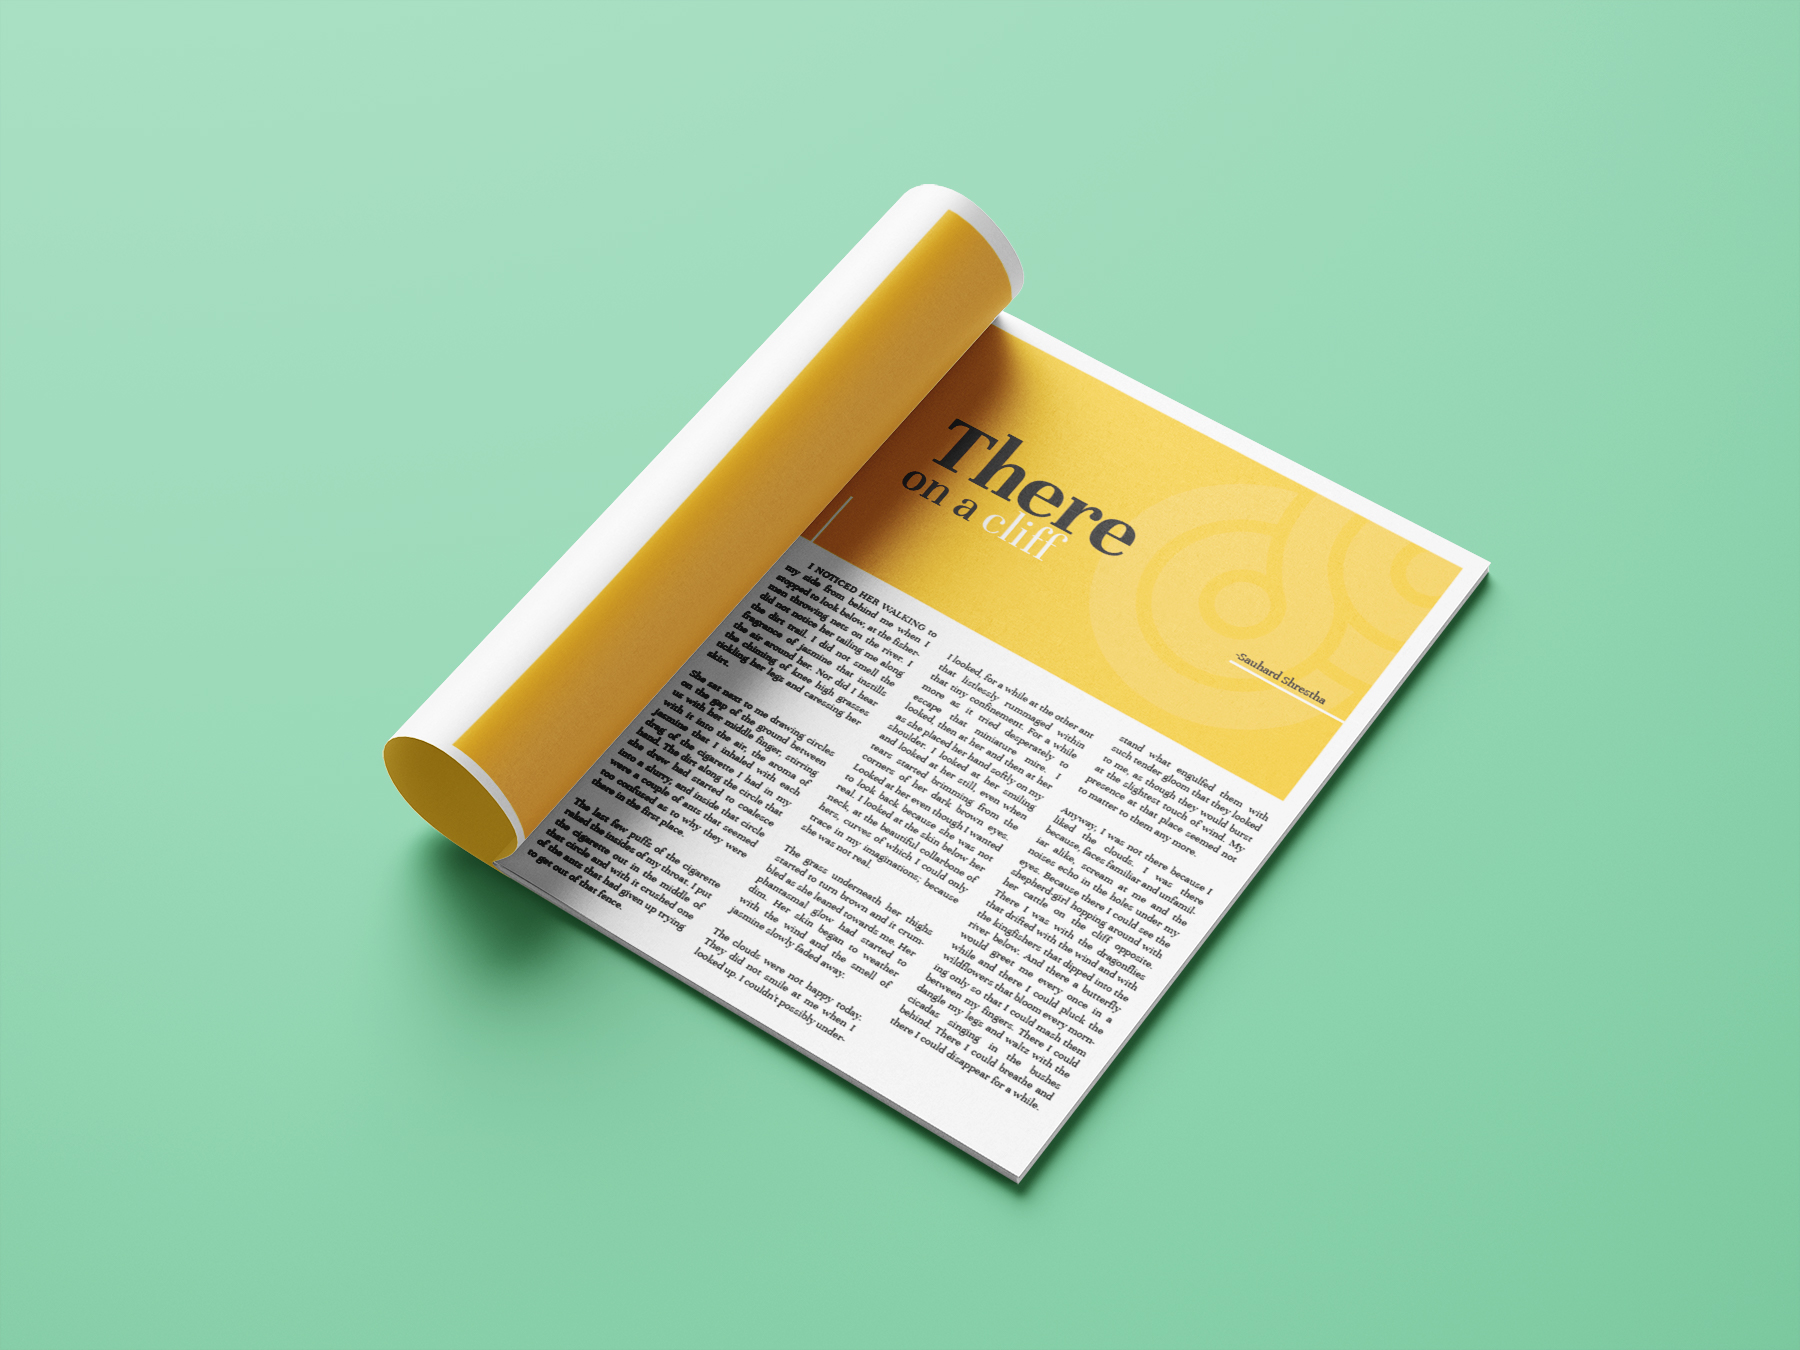 There
on a cliff
-Sauhard Shrestha
I NOTICED HER WALKING to
my side from behind me when I
stopped to look below, at the fisher-
men throwing nets on the river. I
did not notice her tailing me along
the dirt trail. I did not smell the
fragrance of jasmine that instills
the air around her. Nor did I hear
the chiming of knee high grasses
tickling her legs and caressing her
skirt.
She sat next to me drawing circles
on the gap of the ground between
us with her middle finger, stirring
with it into the air, the aroma of
jasmine that I inhaled with each
drag of the cigarette I had in my
hand. The dirt along the circle that
she drew had started to coalesce
into a slurry, and inside that circle
were a couple of ants that seemed
too confused as to why they were
there in the first place.
The last few puffs of the cigarette
raked the insides of my throat. I put
the cigarette out in the middle of
that circle and with it crushed one
of the ants that had given up trying
to get out of that fence.
I looked, for a while at the other ant
that listlessly rummaged within
that tiny confinement. For a while
more as it tried desperately to
escape that miniature mire. I
looked, then at her and then at her
as she placed her hand softly on my
shoulder. I looked at her smiling
and looked at her still, even when
tears started brimming from the
corners of her dark brown eyes.
Looked at her even though I wanted
to look back because she was not
real. I looked at the skin below her
neck, at the beautiful collarbone of
hers, curves of which I could only
trace in my imaginations; because
she was not real.
The grass underneath her thighs
started to turn brown and it crum-
bled as she leaned towards me. Her
phantasmal glow had started to
dim. Her skin began to weather
with the wind and the smell of
jasmine slowly faded away.
The clouds were not happy today.
They did not smile at me when I
looked up. I couldn't possibly under-
stand what engulfed them with
such tender gloom that they looked
to me, as though they would burst
at the slightest touch of wind. My
presence at that place seemed not
to matter to them any more.
Anyway, I was not there because I
liked the clouds. I was there
because, faces familiar and unfamil-
iar alike, scream at me and the
noises echo in the holes under my
eyes. Because there I could see the
shepherd-girl hopping around with
her cattle on the cliff opposite.
There I was with the dragonflies
that drifted with the wind and with
the kingfishers that dipped into the
river below. And there a butterfly
would greet me every once in a
while and there I could pluck the
wildflowers that bloom every morn-
ing only so that I could mash them
between my fingers. There I could
dangle my legs and waltz with the
cicadas singing in the bushes
behind. There I could breathe and
there I could disappear for a while.